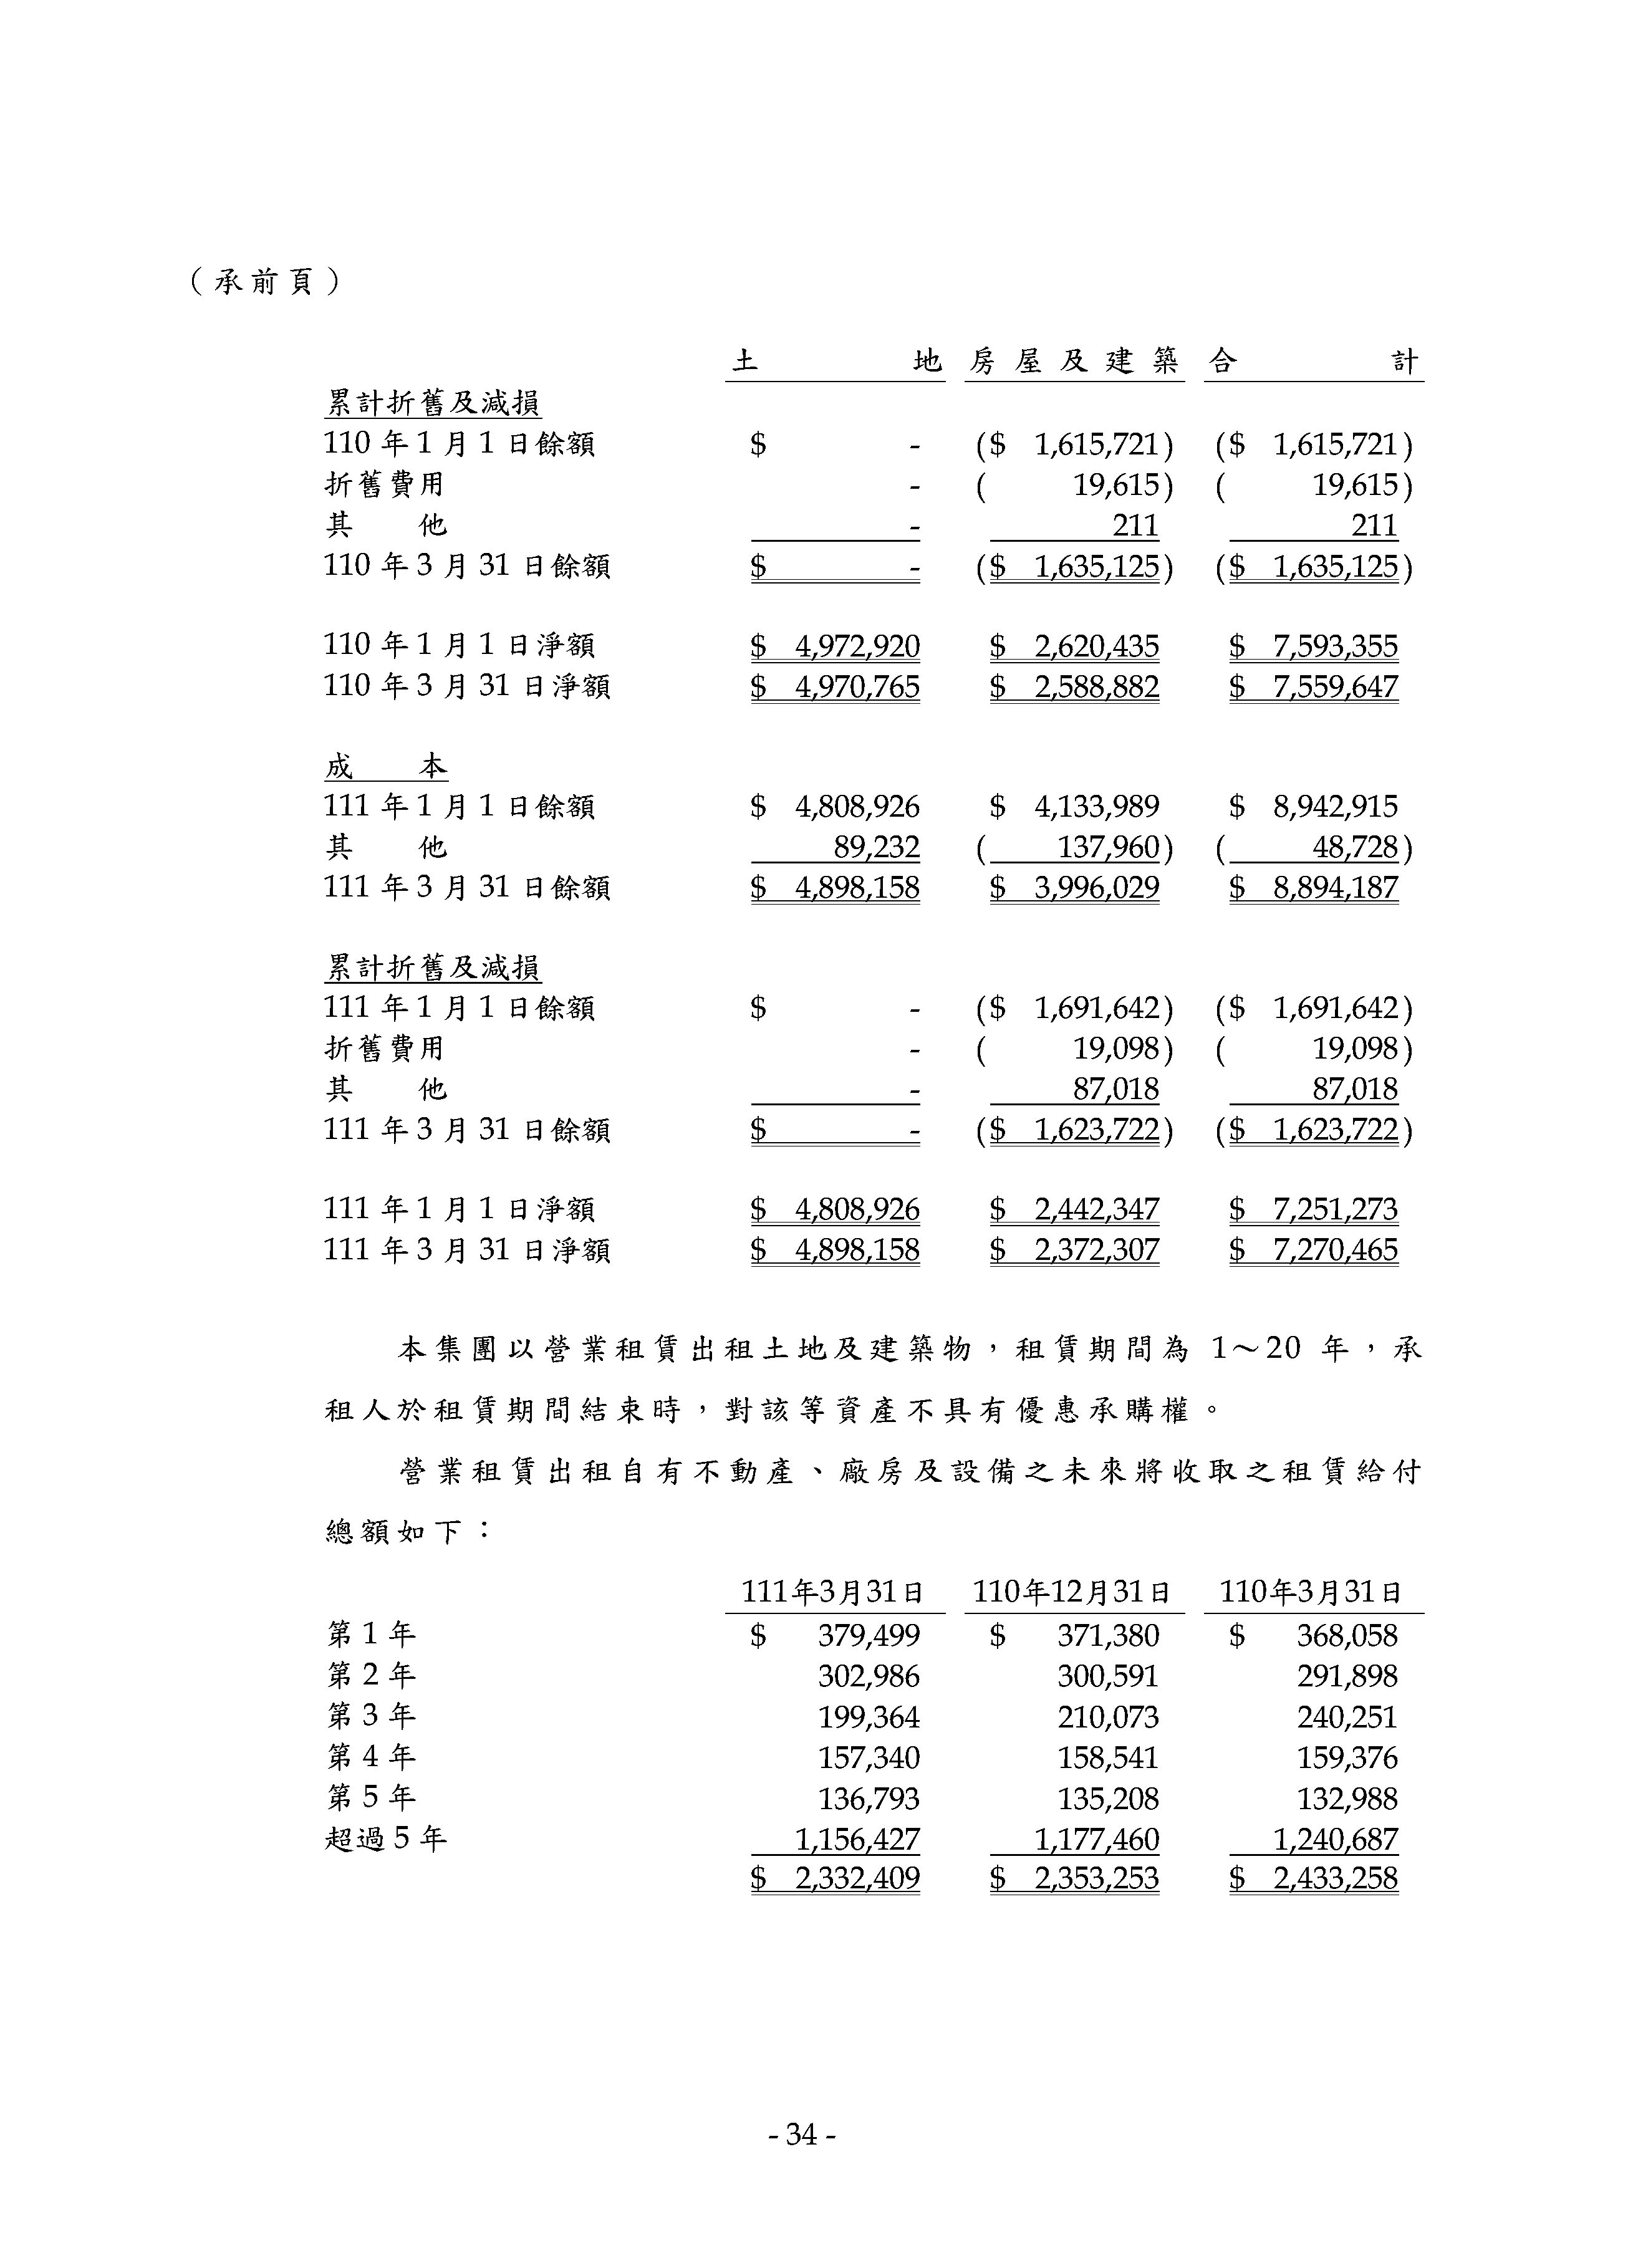 （承前頁）
土地 房屋及建築 合計
累計折舊及減損
110 年 1 月 1 日餘額 $ - ($ 1,615,721) ($ 1,615,721)
折舊費用 - ( 19,615) ( 19,615)
其他 - 211 211
110 年 3 月 31 日餘額 $ - ($ 1,635,125) ($ 1,635,125)
110 年 1 月 1 日淨額 $ 4,972,920 $ 2,620,435 $ 7,593,355
110 年 3 月 31 日淨額 $ 4,970,765 $ 2,588,882 $ 7,559,647
成本
111 年 1 月 1 日餘額 $ 4,808,926 $ 4,133,989 $ 8,942,915
其他 89,232 ( 137,960) ( 48,728)
111 年 3 月 31 日餘額 $ 4,898,158 $ 3,996,029 $ 8,894,187
累計折舊及減損
111 年 1 月 1 日餘額 $ - ($ 1,691,642) ($ 1,691,642)
折舊費用 - ( 19,098) ( 19,098)
其他 - 87,018 87,018
111 年 3 月 31 日餘額 $ - ($ 1,623,722) ($ 1,623,722)
111 年 1 月 1 日淨額 $ 4,808,926 $ 2,442,347 $ 7,251,273
111 年 3 月 31 日淨額 $ 4,898,158 $ 2,372,307 $ 7,270,465
本集團以營業租賃出租土地及建築物，租賃期間為 1～20 年，承
租人於租賃期間結束時，對該等資產不具有優惠承購權。
營業租賃出租自有不動產、廠房及設備之未來將收取之租賃給付
總額如下：
111年3月31日 110年12月31日 110年3月31日
第 1 年 $ 379,499 $ 371,380 $ 368,058
第 2 年 302,986 300,591 291,898
第 3 年 199,364 210,073 240,251
第 4 年 157,340 158,541 159,376
第 5 年 136,793 135,208 132,988
超過 5 年 1,156,427 1,177,460 1,240,687
$ 2,332,409 $ 2,353,253 $ 2,433,258
- 34 -